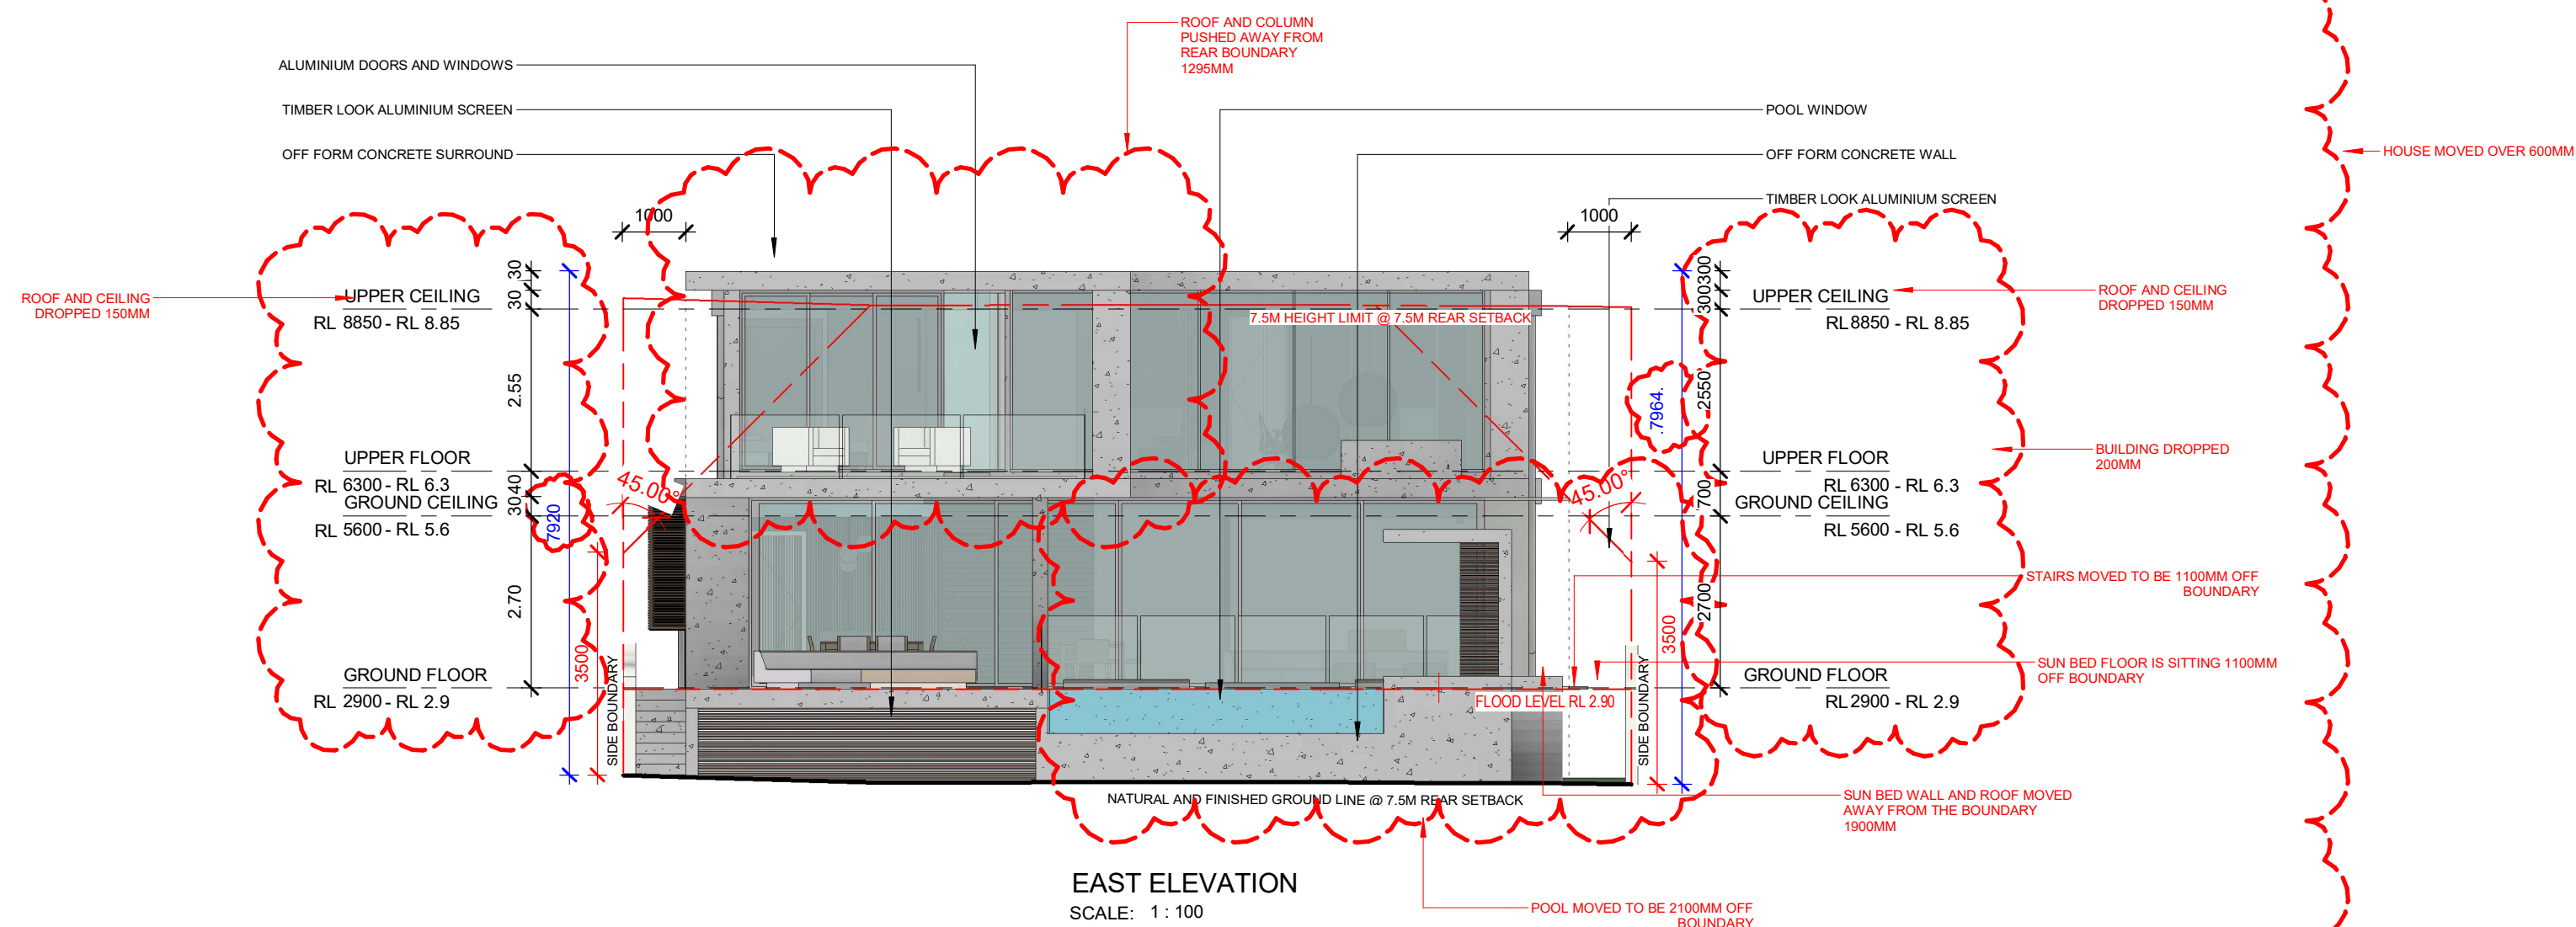 ROOF AND COLUMN
PUSHED AWAY FROM
REAR BOUNDARY
1295MM
ALUMINIUM DOORS AND WINDOWS
TIMBER LOOK ALUMINIUM SCREEN
OFF FORM CONCRETE SURROUND
POOL WINDOW
OFF FORM CONCRETE WALL
TIMBER LOOK ALUMINIUM SCREEN
HOUSE MOVED OVER 600MM
1000
1000
ROOF AND CEILING
DROPPED 150MM
UPPER CEILING
RL 8850 - RL 8.85
UPPER FLOOR
RL 6300 - RL 6.3
GROUND CEILING
RL 5600 - RL 5.6
GROUND FLOOR
RL 2900 - RL 2.9
30
30
2.55
40
30
2.70
7920
3500
SIDE BOUNDARY
45.00°
7.5M HEIGHT LIMIT @ 7.5M REAR SETBACK
45.00°
FLOOD LEVEL RL 2.90
SIDE BOUNDARY
3500
7964
300
300
2550
700
2700
UPPER CEILING
RL 8850 - RL 8.85
UPPER FLOOR
RL 6300 - RL 6.3
GROUND CEILING
RL 5600 - RL 5.6
GROUND FLOOR
RL 2900 - RL 2.9
ROOF AND CEILING
DROPPED 150MM
BUILDING DROPPED
200MM
STAIRS MOVED TO BE 1100MM OFF
BOUNDARY
SUN BED FLOOR IS SITTING 1100MM
OFF BOUNDARY
SUN BED WALL AND ROOF MOVED
AWAY FROM THE BOUNDARY
1900MM
NATURAL AND FINISHED GROUND LINE @ 7.5M REAR SETBACK
POOL MOVED TO BE 2100MM OFF
BOUNDARY
EAST ELEVATION
SCALE: 1 : 100